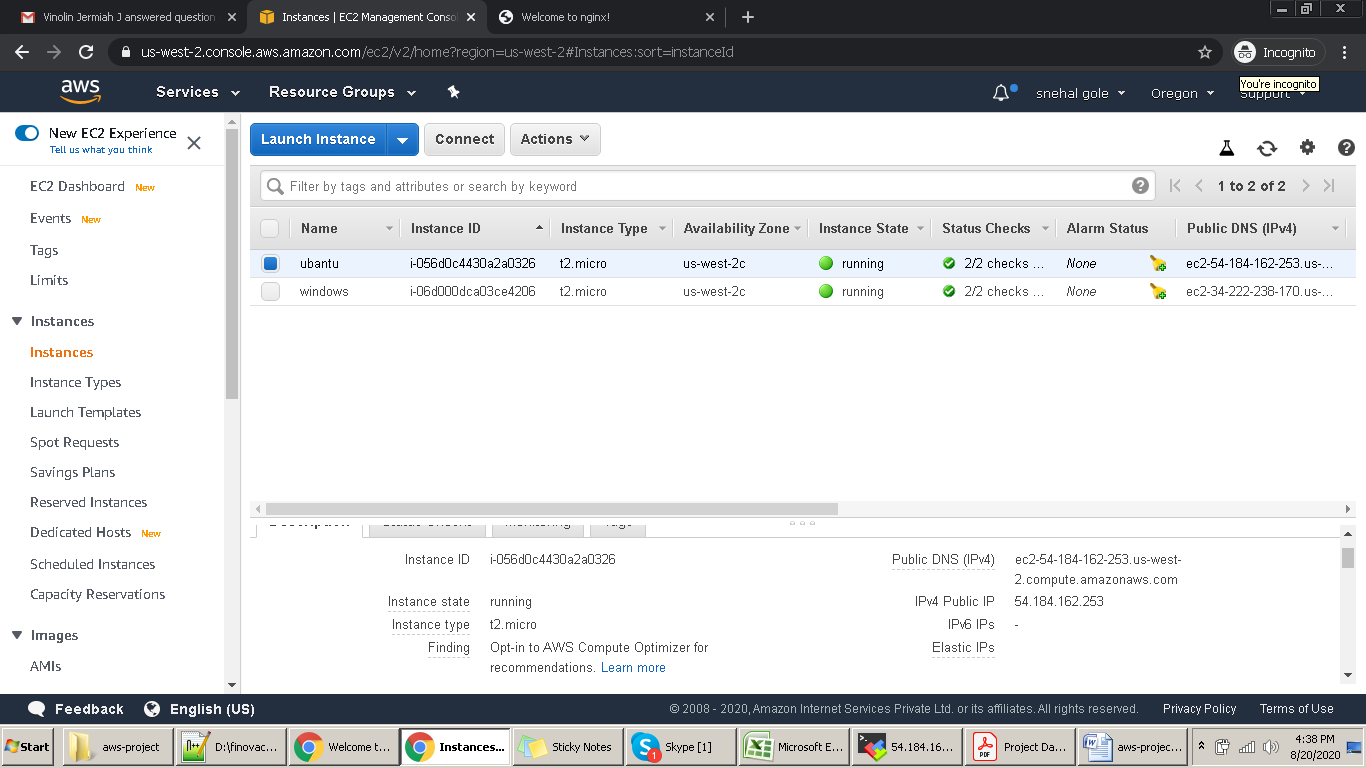 Vinolin Jermiah J answered question
Instances | EC2 Management Consol
Welcome to nginx!
us-west-2.console.aws.amazon.com/ec2/v2/home?region=us-west-2#Instances:sort=instanceId
Incognito
You're incognito
aws
Services
Resource Groups
snehal gole
Oregon
Support
New EC2 Experience
Tell us what you think
EC2 Dashboard New
Events New
Tags
Limits
Instances
Instances
Instance Types
Launch Templates
Spot Requests
Savings Plans
Reserved Instances
Dedicated Hosts New
Scheduled Instances
Capacity Reservations
Images
AMIs
Launch Instance
Connect
Actions
Filter by tags and attributes or search by keyword
1 to 2 of 2
Name Instance ID Instance Type Availability Zone Instance State Status Checks Alarm Status Public DNS (IPv4)
ubantu i-056d0c4430a2a0326 t2.micro us-west-2c running 2/2 checks ... None ec2-54-184-162-253.us-...
windows i-06d000dca03ce4206 t2.micro us-west-2c running 2/2 checks ... None ec2-34-222-238-170.us-...
Description Status Checks Monitoring Tags
Instance ID i-056d0c4430a2a0326
Public DNS (IPv4) ec2-54-184-162-253.us-west-
2.compute.amazonaws.com
Instance state running
IPv4 Public IP 54.184.162.253
Instance type t2.micro
IPv6 IPs -
Finding Opt-in to AWS Compute Optimizer for
recommendations. Learn more
Elastic IPs
Feedback
English (US)
© 2008 - 2020, Amazon Internet Services Private Ltd. or its affiliates. All rights reserved.
Privacy Policy
Terms of Use
Start
aws-project
D:\finovac...
Welcome t...
Instances...
Sticky Notes
Skype [1]
1
Microsoft E...
54.184.16...
PDF
Project Da...
aws-projec...
4:38 PM
8/20/2020